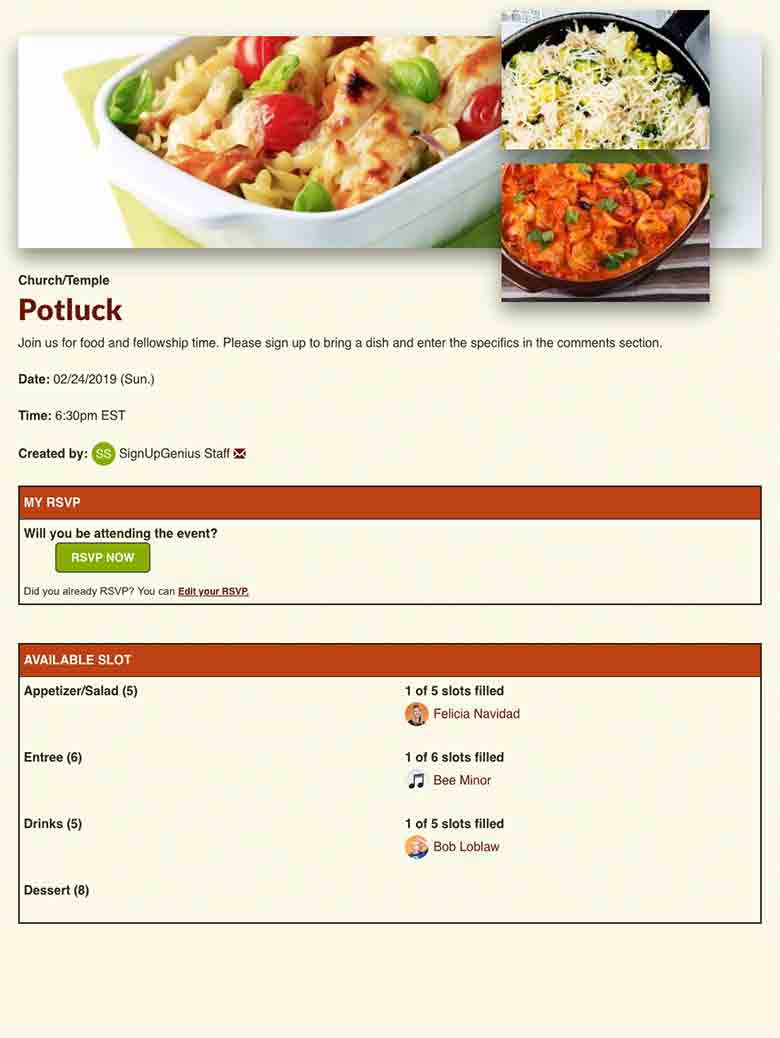 Church/Temple
Potluck
Join us for food and fellowship time. Please sign up to bring a dish and enter the specifics in the comments section.
Date: 02/24/2019 (Sun.)
Time: 6:30pm EST
Created by: SS SignUpGenius Staff
MY RSVP
Will you be attending the event?
RSVP NOW
Did you already RSVP? You can Edit your RSVP.
AVAILABLE SLOT
Appetizer/Salad (5) 1 of 5 slots filled
Felicia Navidad
Entree (6) 1 of 6 slots filled
Bee Minor
Drinks (5) 1 of 5 slots filled
Bob Loblaw
Dessert (8)